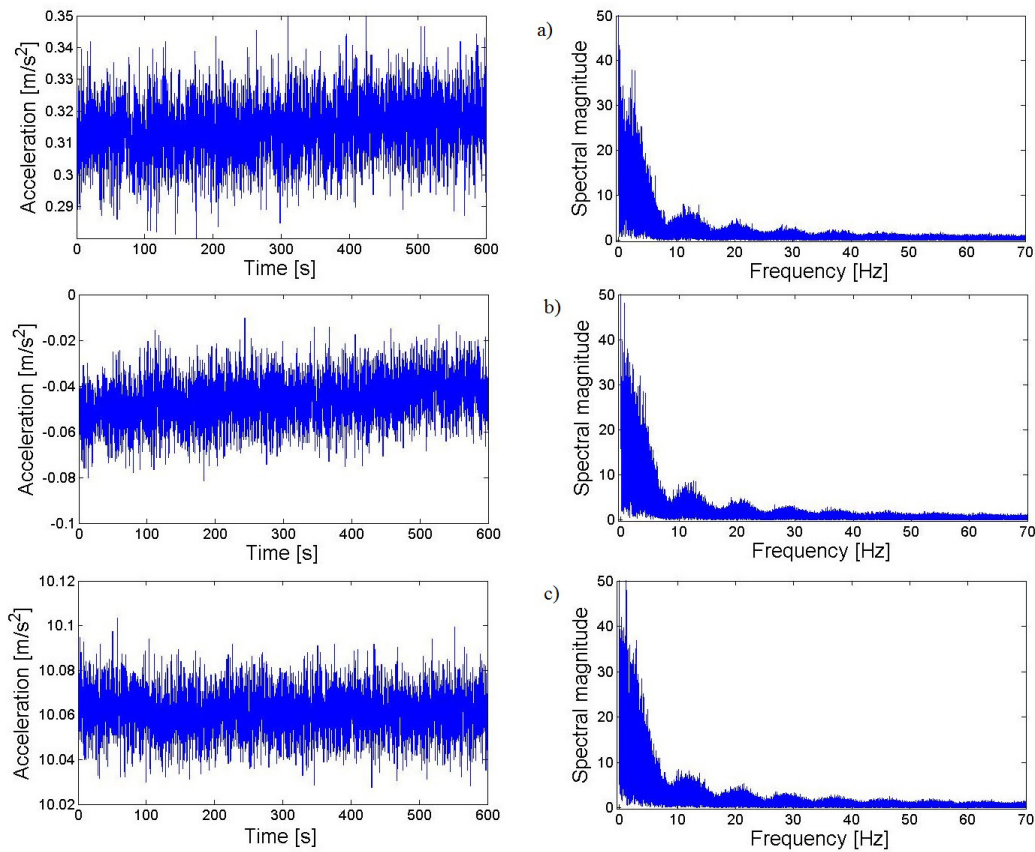 0.35
0.34
0.33
0.32
0.31
0.3
0.29
Acceleration [m/s²]
0 100 200 300 400 500 600
Time [s]
a)
50
40
30
20
10
0
Spectral magnitude
0 10 20 30 40 50 60 70
Frequency [Hz]
0
-0.02
-0.04
-0.06
-0.08
-0.1
Acceleration [m/s²]
0 100 200 300 400 500 600
Time [s]
b)
50
40
30
20
10
0
Spectral magnitude
0 10 20 30 40 50 60 70
Frequency [Hz]
10.12
10.1
10.08
10.06
10.04
10.02
Acceleration [m/s²]
0 100 200 300 400 500 600
Time [s]
c)
50
40
30
20
10
0
Spectral magnitude
0 10 20 30 40 50 60 70
Frequency [Hz]